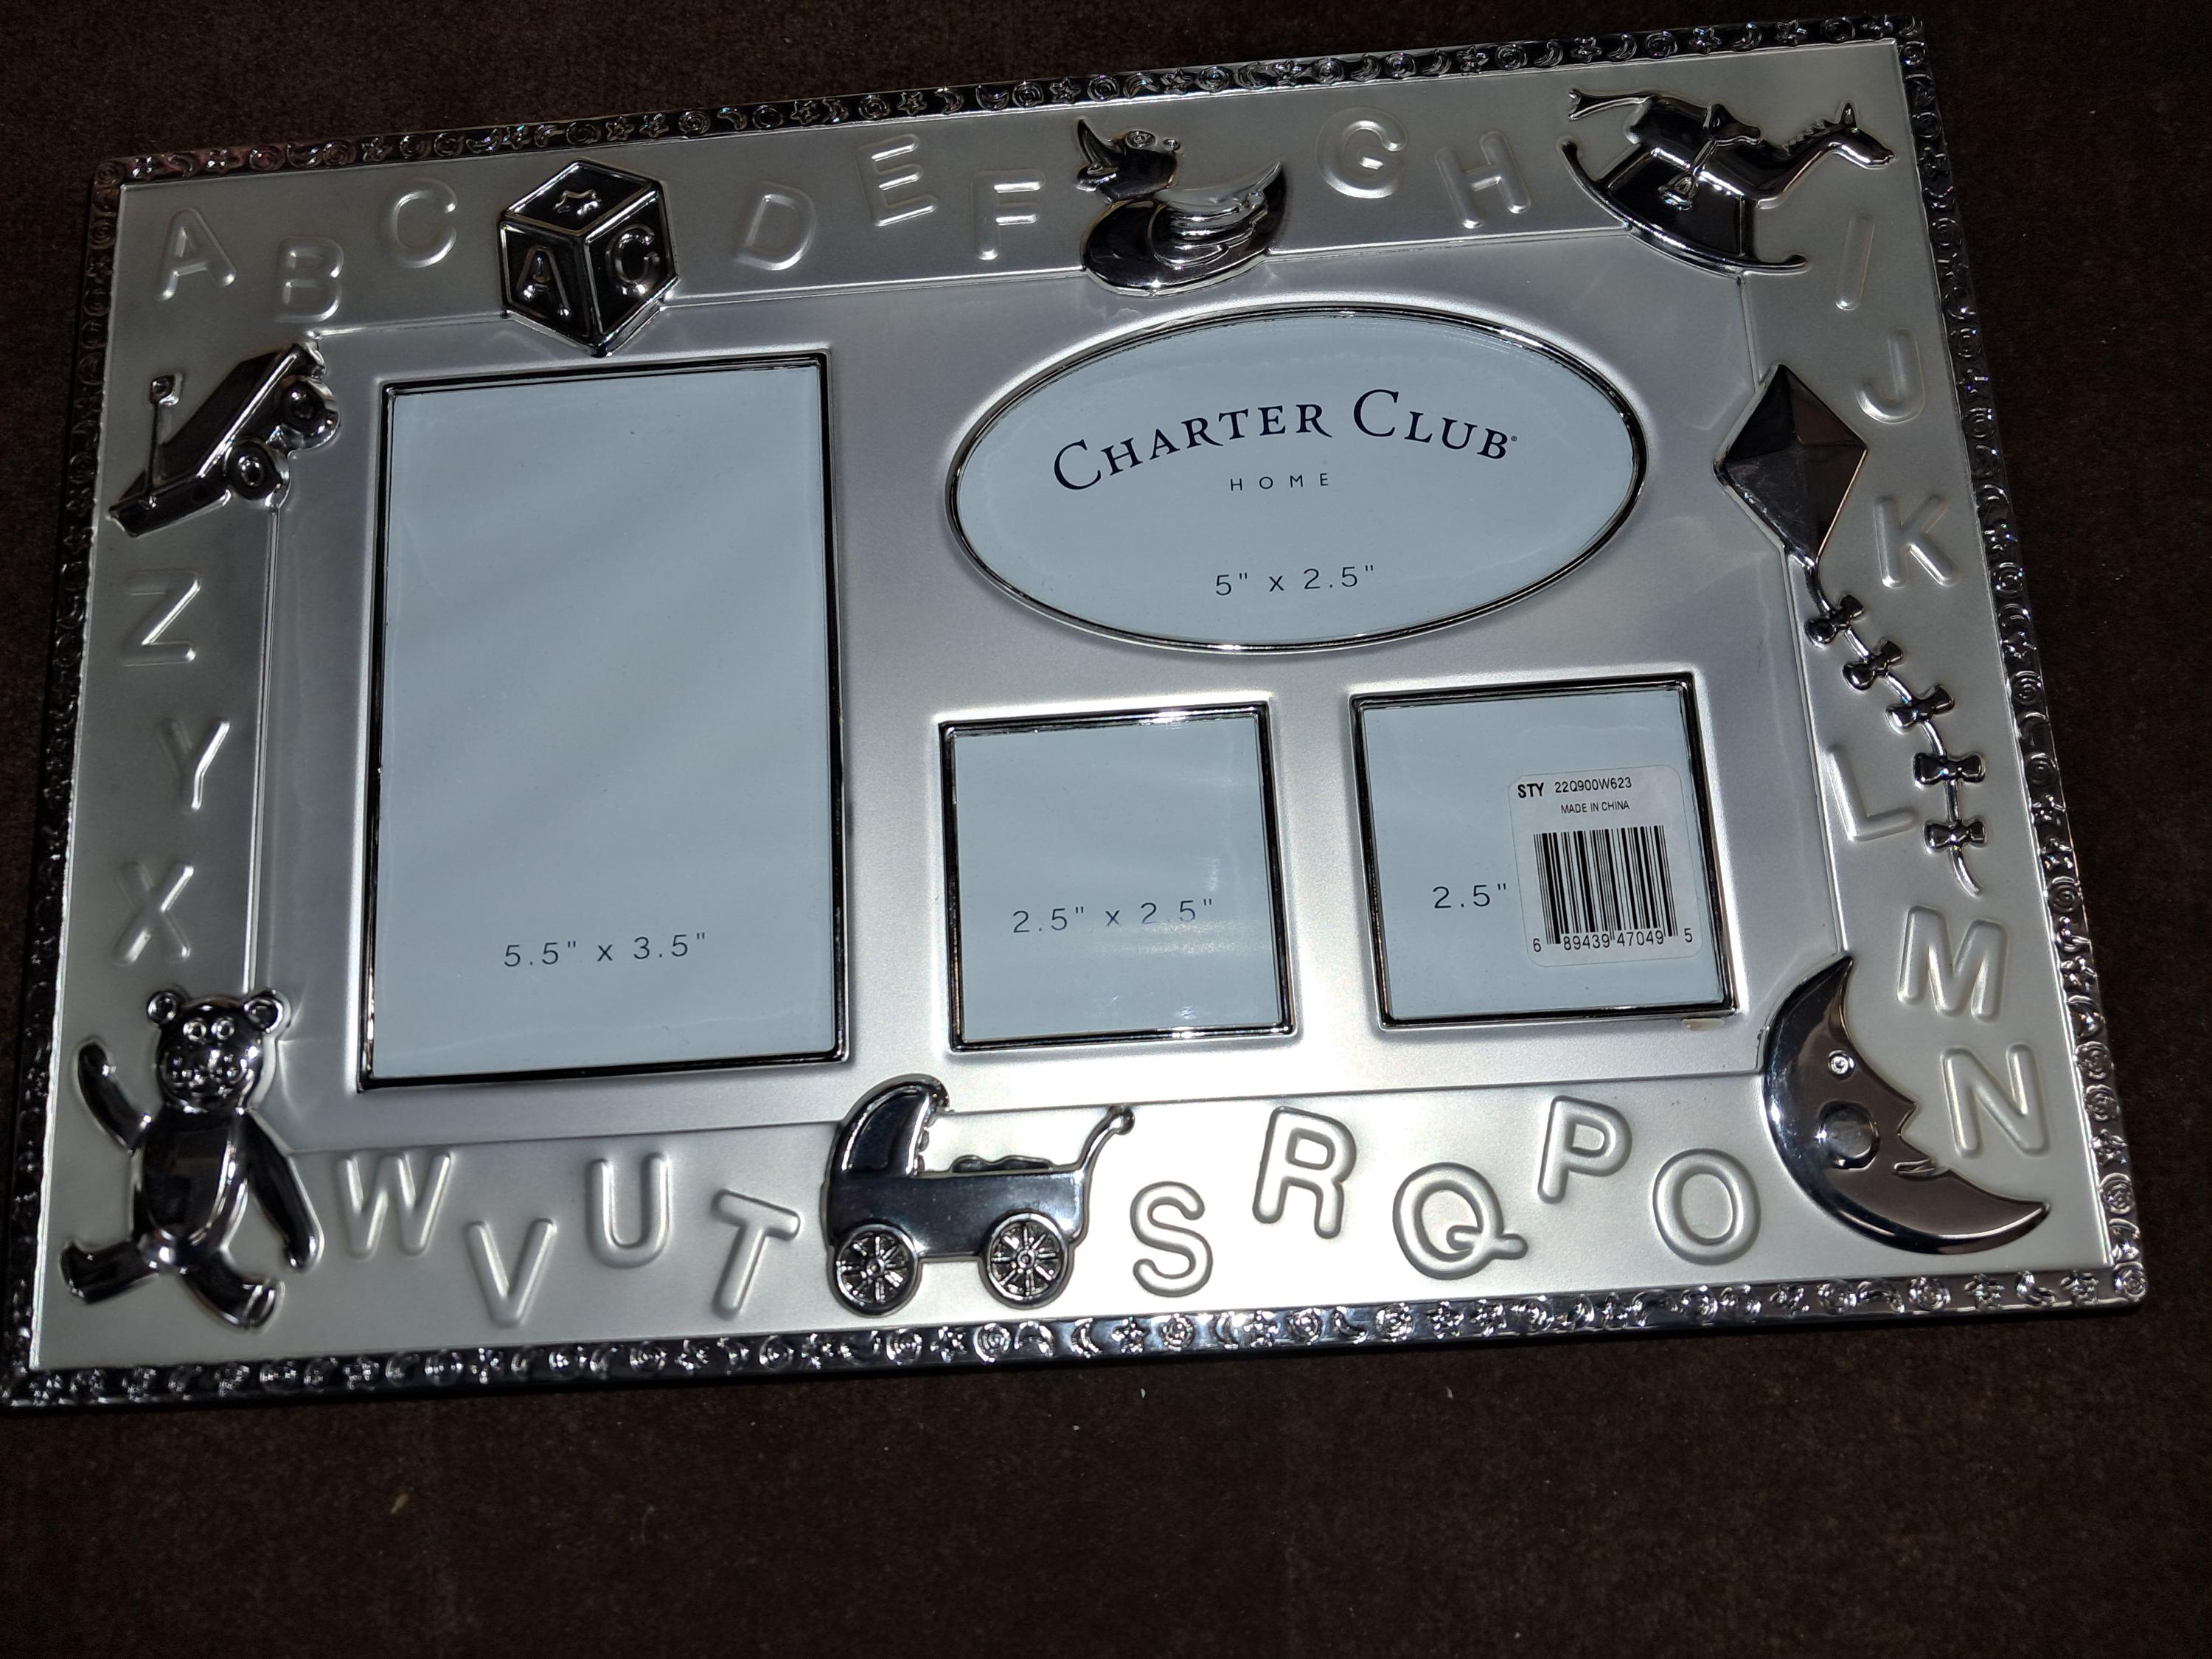 A B C
A C
D E F
G H
I
J
K
L
M
N
O
P
Q
R
S
T
U
V
W
X
Y
Z
CHARTER CLUB®
HOME
5" x 2.5"
5.5" x 3.5"
2.5" x 2.5"
2.5"
STY 22Q900W623
MADE IN CHINA
6 89439 47049 5